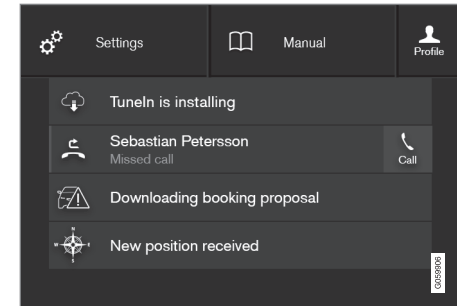 Settings
Manual
Profile
TuneIn is installing
Sebastian Petersson
Missed call
Call
Downloading booking proposal
N
W
E
S
New position received
G059906